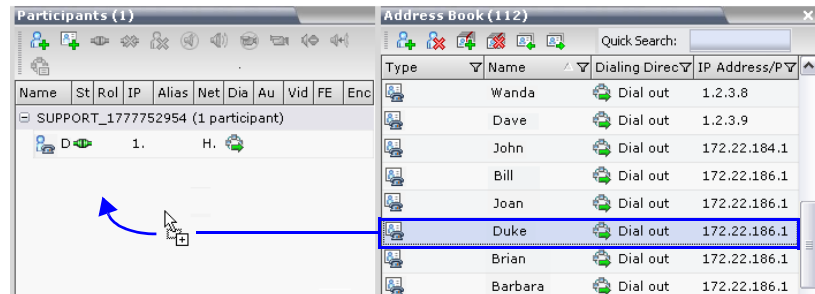 Participants (1)
Name St Rol IP Alias Net Dia Au Vid FE Enc
SUPPORT_1777752954 (1 participant)
D 1. H.
Address Book (112)
Quick Search:
Type Name Dialing Direc IP Address/P
Wanda Dial out 1.2.3.8
Dave Dial out 1.2.3.9
John Dial out 172.22.184.1
Bill Dial out 172.22.186.1
Joan Dial out 172.22.186.1
Duke Dial out 172.22.186.1
Brian Dial out 172.22.186.1
Barbara Dial out 172.22.186.1